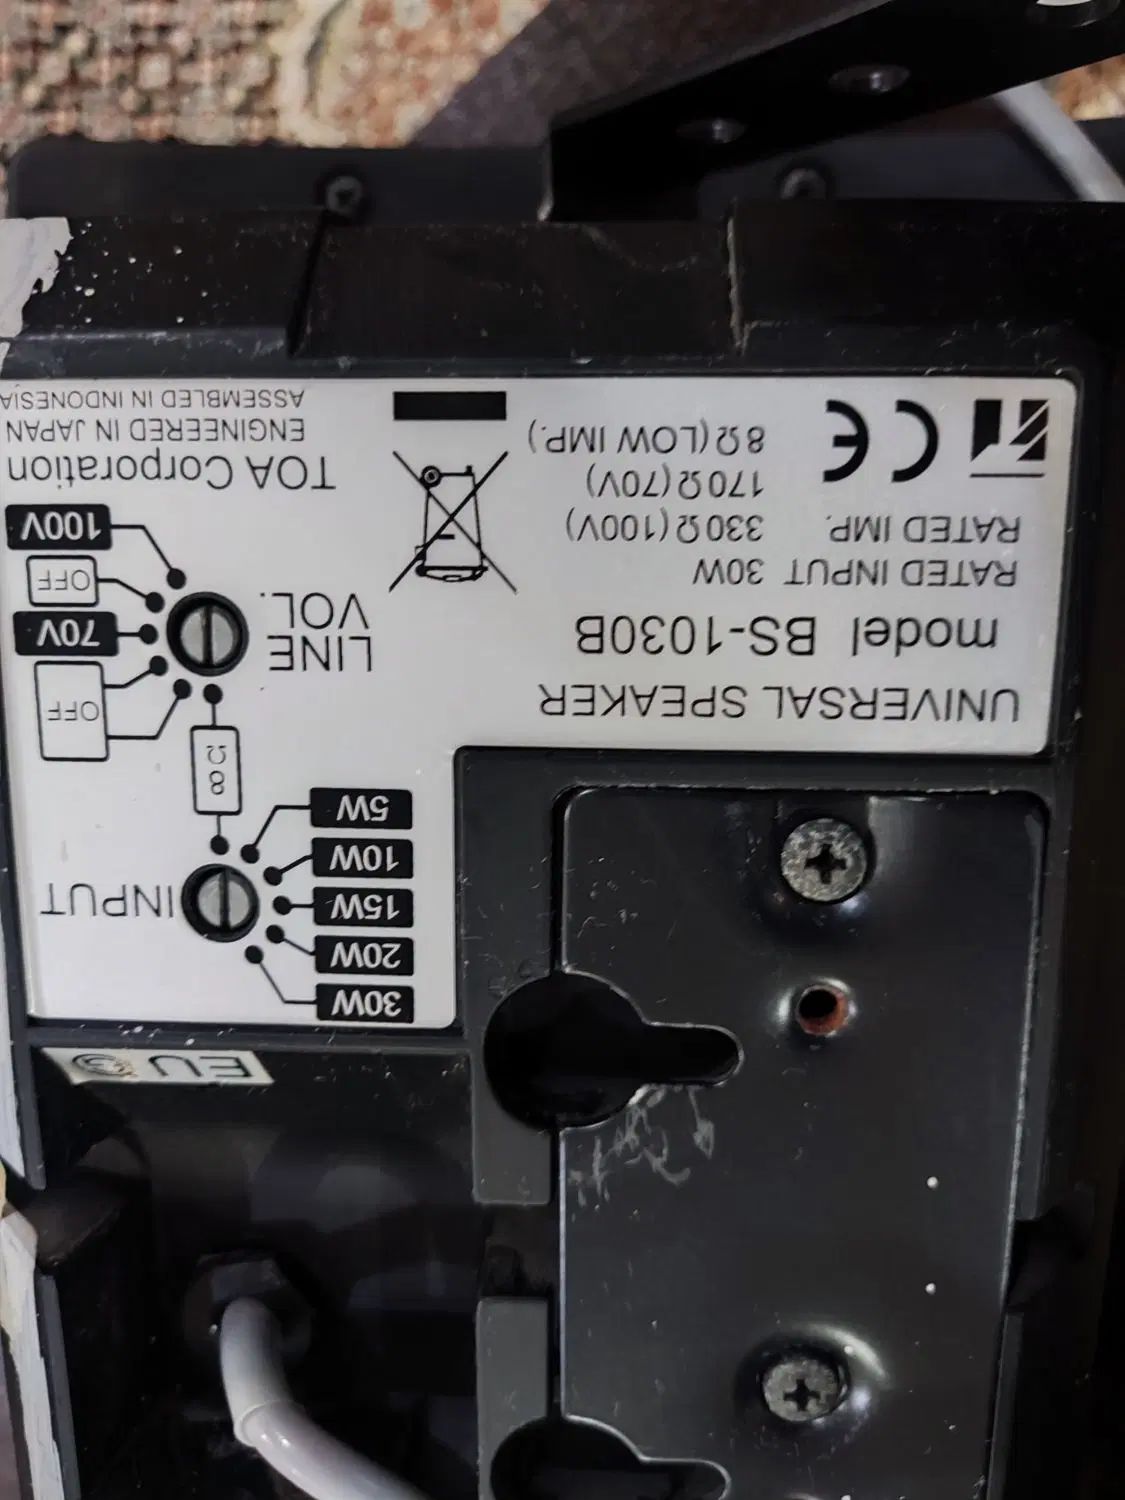 UNIVERSAL SPEAKER
model BS-1030B
RATED INPUT 30W
RATED IMP. 330Ω(100V)
170Ω(70V)
8Ω(LOW IMP.)
CE
30W
20W
15W
10W
5W
INPUT
8Ω
LINE
VOL.
OFF
70V
OFF
100V
TOA Corporation
ENGINEERED IN JAPAN
ASSEMBLED IN INDONESIA
EU